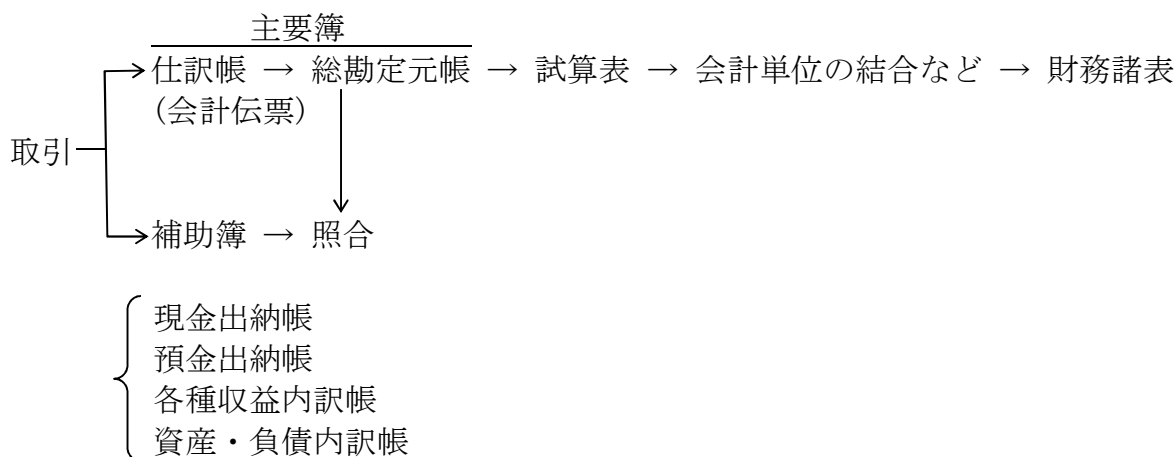 主要簿
仕訳帳 → 総勘定元帳 → 試算表 → 会計単位の結合など → 財務諸表
(会計伝票)
取引
補助簿 → 照合
現金出納帳
預金出納帳
各種収益内訳帳
資産・負債内訳帳